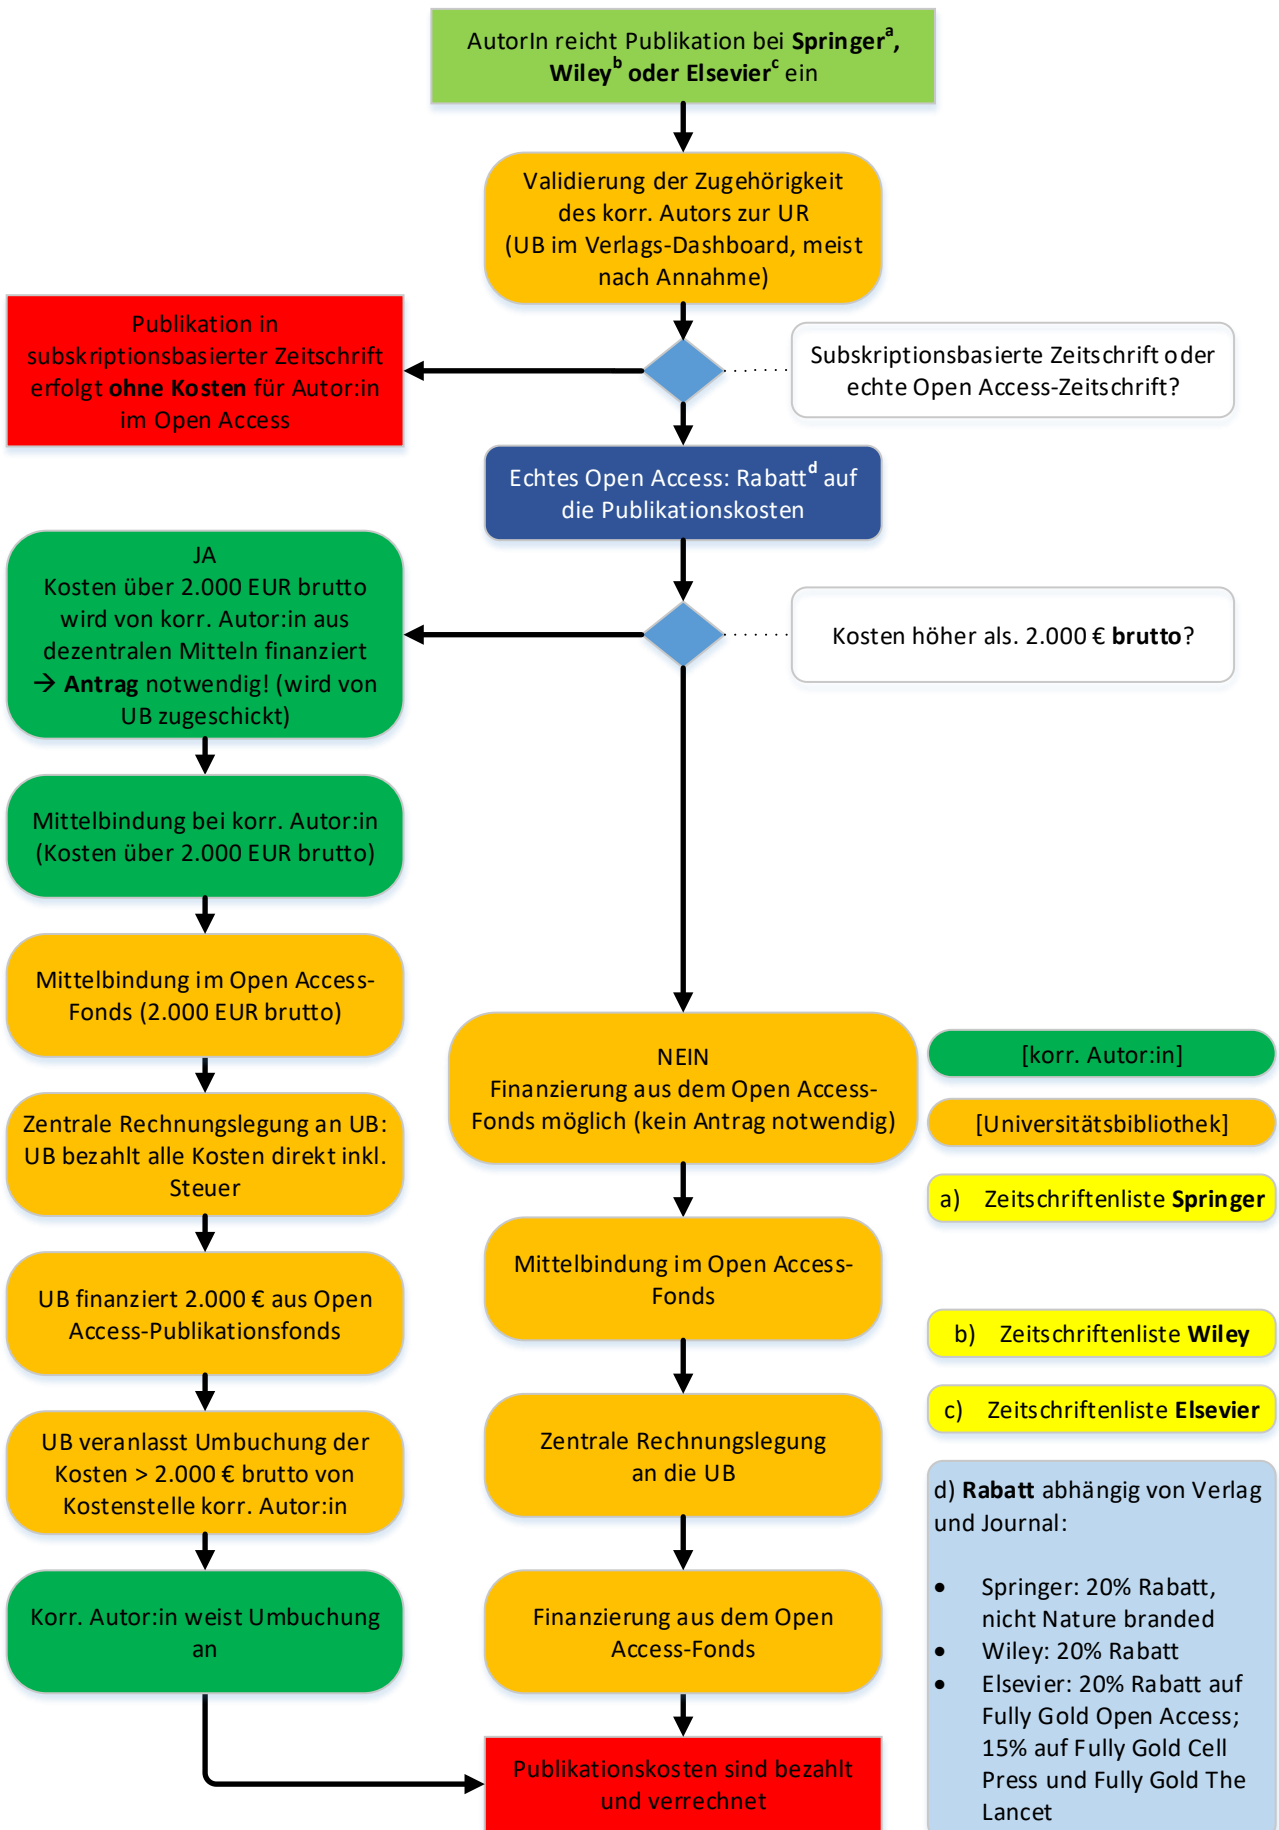 AutorIn reicht Publikation bei Springer^a,
Wiley^b oder Elsevier^c ein
Validierung der Zugehörigkeit
des korr. Autors zur UR
(UB im Verlags-Dashboard, meist
nach Annahme)
Publikation in
subskriptionsbasierter Zeitschrift
erfolgt ohne Kosten für Autor:in
im Open Access
Subskriptionsbasierte Zeitschrift oder
echte Open Access-Zeitschrift?
Echtes Open Access: Rabatt^d auf
die Publikationskosten
JA
Kosten über 2.000 EUR brutto
wird von korr. Autor:in aus
dezentralen Mitteln finanziert
→ Antrag notwendig! (wird von
UB zugeschickt)
Kosten höher als. 2.000 € brutto?
Mittelbindung bei korr. Autor:in
(Kosten über 2.000 EUR brutto)
Mittelbindung im Open Access-
Fonds (2.000 EUR brutto)
Zentrale Rechnungslegung an UB:
UB bezahlt alle Kosten direkt inkl.
Steuer
UB finanziert 2.000 € aus Open
Access-Publikationsfonds
UB veranlasst Umbuchung der
Kosten > 2.000 € brutto von
Kostenstelle korr. Autor:in
Korr. Autor:in weist Umbuchung
an
NEIN
Finanzierung aus dem Open Access-
Fonds möglich (kein Antrag notwendig)
Mittelbindung im Open Access-
Fonds
Zentrale Rechnungslegung
an die UB
Finanzierung aus dem Open
Access-Fonds
Publikationskosten sind bezahlt
und verrechnet
[korr. Autor:in]
[Universitätsbibliothek]
a) Zeitschriftenliste Springer
b) Zeitschriftenliste Wiley
c) Zeitschriftenliste Elsevier
d) Rabatt abhängig von Verlag
und Journal:
• Springer: 20% Rabatt,
nicht Nature branded
• Wiley: 20% Rabatt
• Elsevier: 20% Rabatt auf
Fully Gold Open Access;
15% auf Fully Gold Cell
Press und Fully Gold The
Lancet